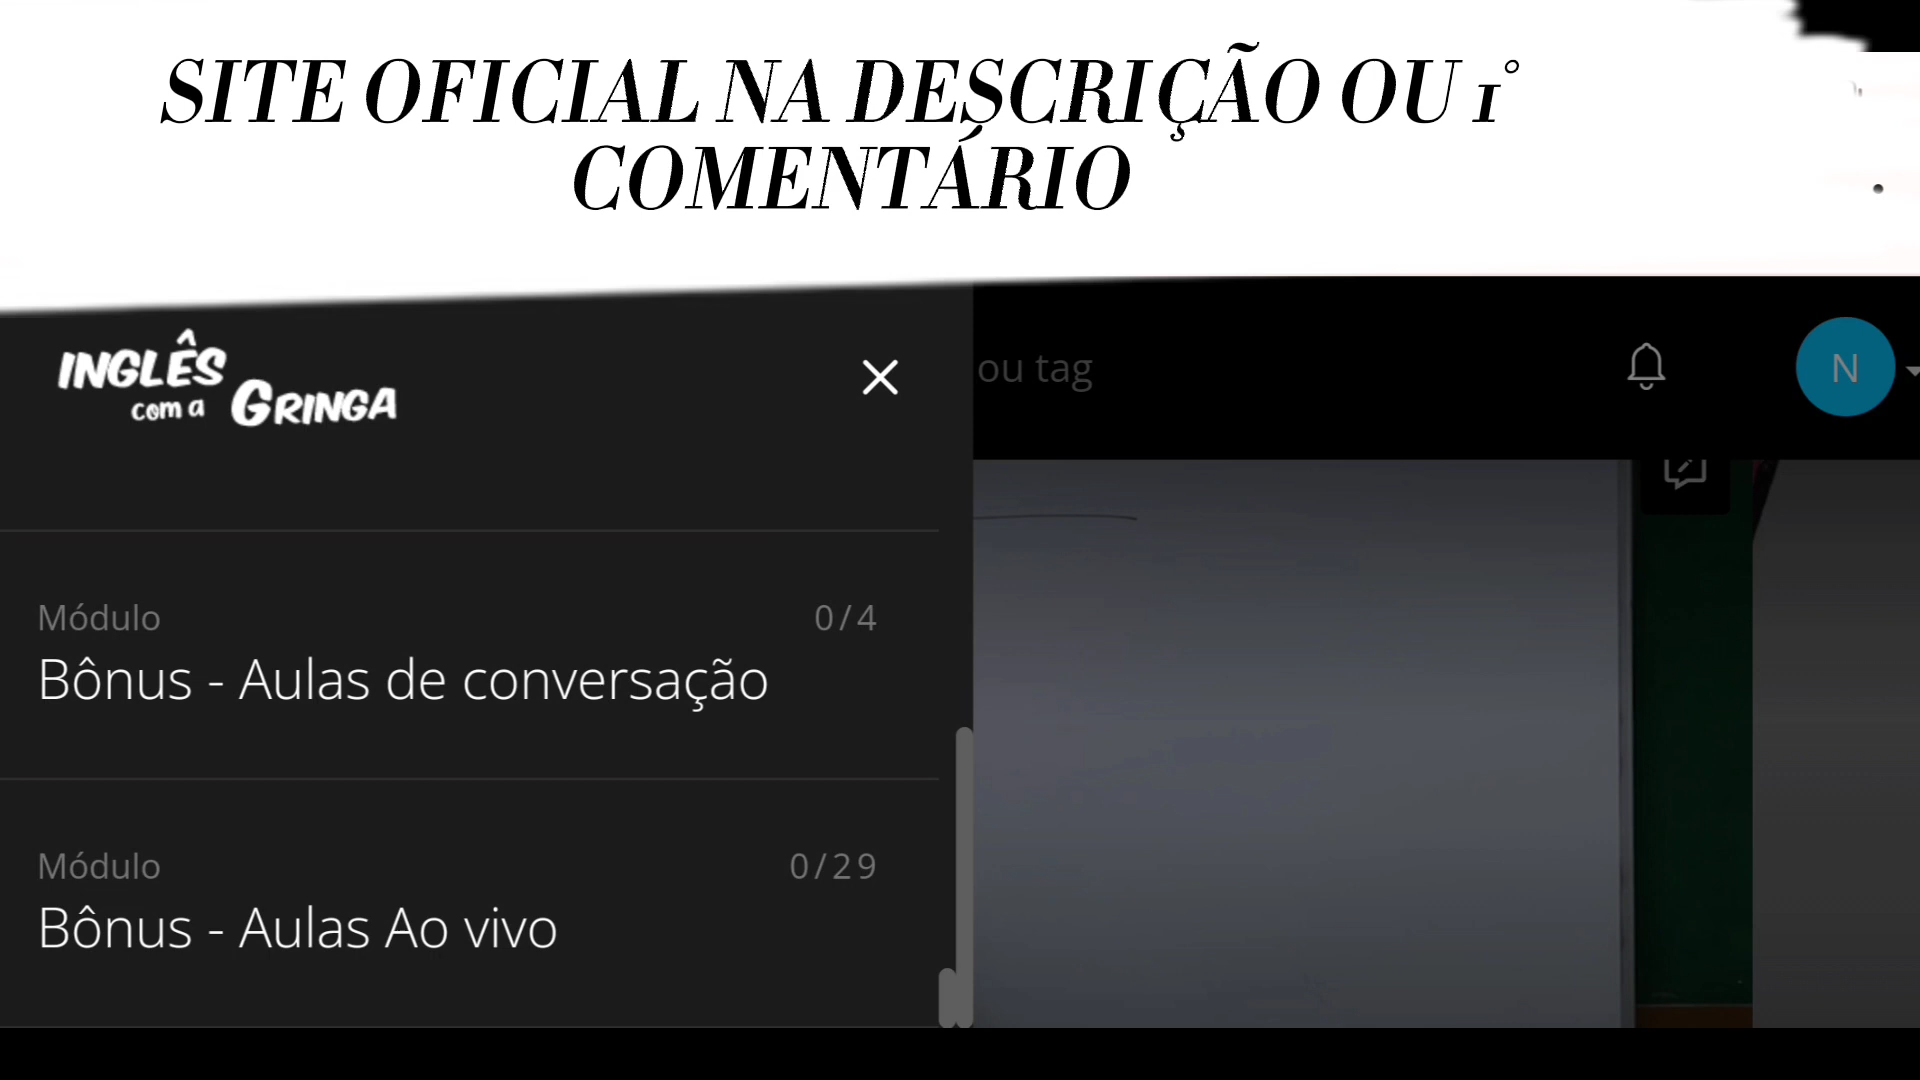 SITE OFICIAL NA DESCRIÇÃO OU 1°
COMENTÁRIO
INGLÊS
com a GRINGA
ou tag
N
Módulo 0/4
Bônus - Aulas de conversação
Módulo 0/29
Bônus - Aulas Ao vivo